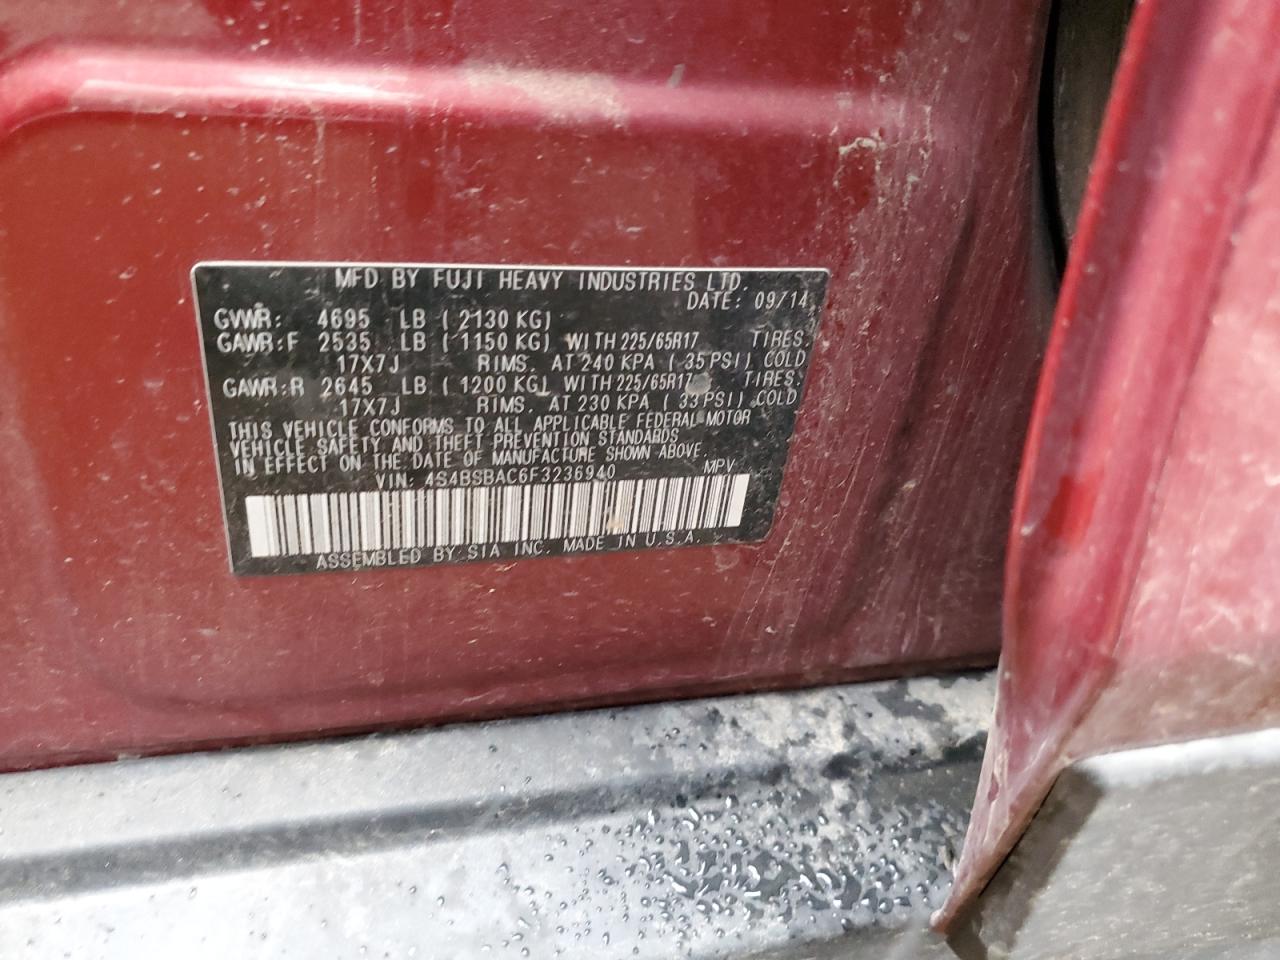 MFD BY FUJI HEAVY INDUSTRIES LTD.
DATE: 09/14
GVWR: 4695 LB ( 2130 KG)
GAWR:F 2535 LB ( 1150 KG) WITH 225/65R17 TIRES.
17X7J RIMS. AT 240 KPA ( 35 PSI) COLD
GAWR:R 2645 LB ( 1200 KG) WITH 225/65R17 TIRES.
17X7J RIMS. AT 230 KPA ( 33 PSI) COLD
THIS VEHICLE CONFORMS TO ALL APPLICABLE FEDERAL MOTOR
VEHICLE SAFETY AND THEFT PREVENTION STANDARDS
IN EFFECT ON THE DATE OF MANUFACTURE SHOWN ABOVE.
VIN: 4S4BSBAC6F3236940 MPV
ASSEMBLED BY SIA INC. MADE IN U.S.A.